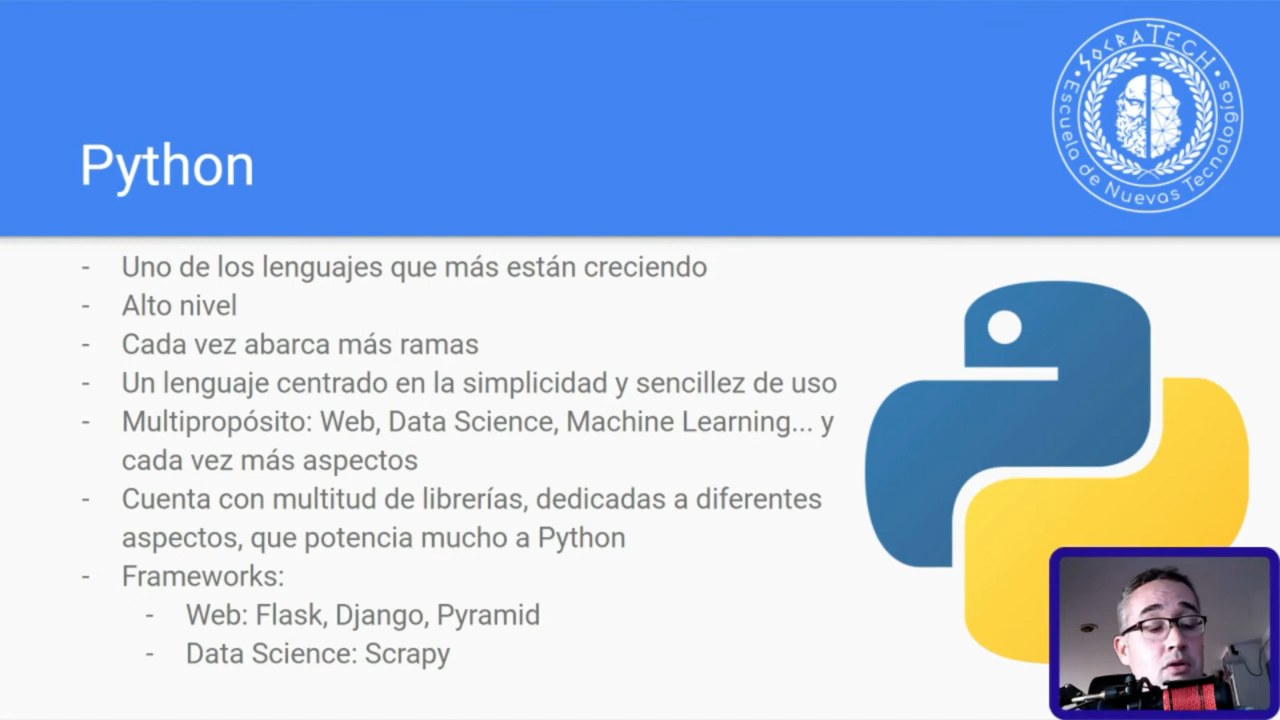 SOCRATECH
Escuela de Nuevas Tecnologías
Python
- Uno de los lenguajes que más están creciendo
- Alto nivel
- Cada vez abarca más ramas
- Un lenguaje centrado en la simplicidad y sencillez de uso
- Multipropósito: Web, Data Science, Machine Learning... y
cada vez más aspectos
- Cuenta con multitud de librerías, dedicadas a diferentes
aspectos, que potencia mucho a Python
- Frameworks:
- Web: Flask, Django, Pyramid
- Data Science: Scrapy